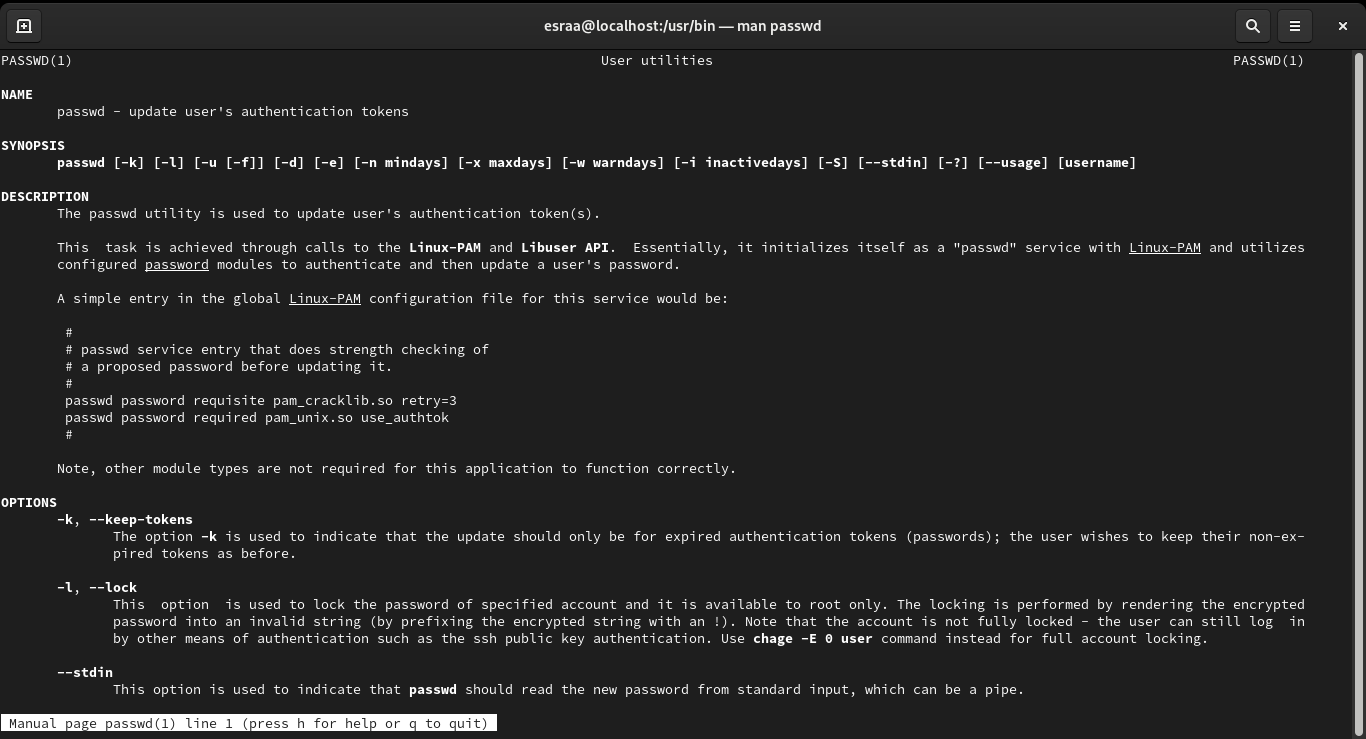 esraa@localhost:/usr/bin — man passwd
PASSWD(1) User utilities PASSWD(1)
NAME
passwd - update user's authentication tokens
SYNOPSIS
passwd [-k] [-l] [-u [-f]] [-d] [-e] [-n mindays] [-x maxdays] [-w warndays] [-i inactivedays] [-S] [--stdin] [-?] [--usage] [username]
DESCRIPTION
The passwd utility is used to update user's authentication token(s).
This  task is achieved through calls to the Linux-PAM and Libuser API.  Essentially, it initializes itself as a "passwd" service with Linux-PAM and utilizes
configured password modules to authenticate and then update a user's password.
A simple entry in the global Linux-PAM configuration file for this service would be:
#
# passwd service entry that does strength checking of
# a proposed password before updating it.
#
passwd password requisite pam_cracklib.so retry=3
passwd password required pam_unix.so use_authtok
#
Note, other module types are not required for this application to function correctly.
OPTIONS
-k, --keep-tokens
The option -k is used to indicate that the update should only be for expired authentication tokens (passwords); the user wishes to keep their non-ex-
pired tokens as before.
-l, --lock
This  option  is used to lock the password of specified account and it is available to root only. The locking is performed by rendering the encrypted
password into an invalid string (by prefixing the encrypted string with an !). Note that the account is not fully locked - the user can still log  in
by other means of authentication such as the ssh public key authentication. Use chage -E 0 user command instead for full account locking.
--stdin
This option is used to indicate that passwd should read the new password from standard input, which can be a pipe.
Manual page passwd(1) line 1 (press h for help or q to quit)